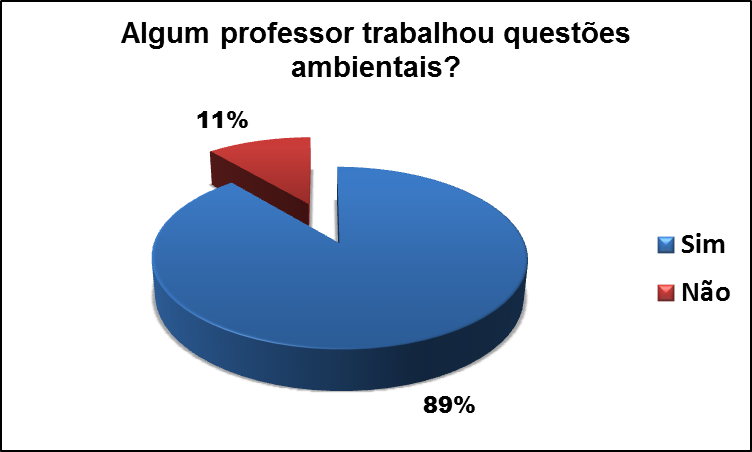 Algum professor trabalhou questões
ambientais?
11%
Sim
Não
89%